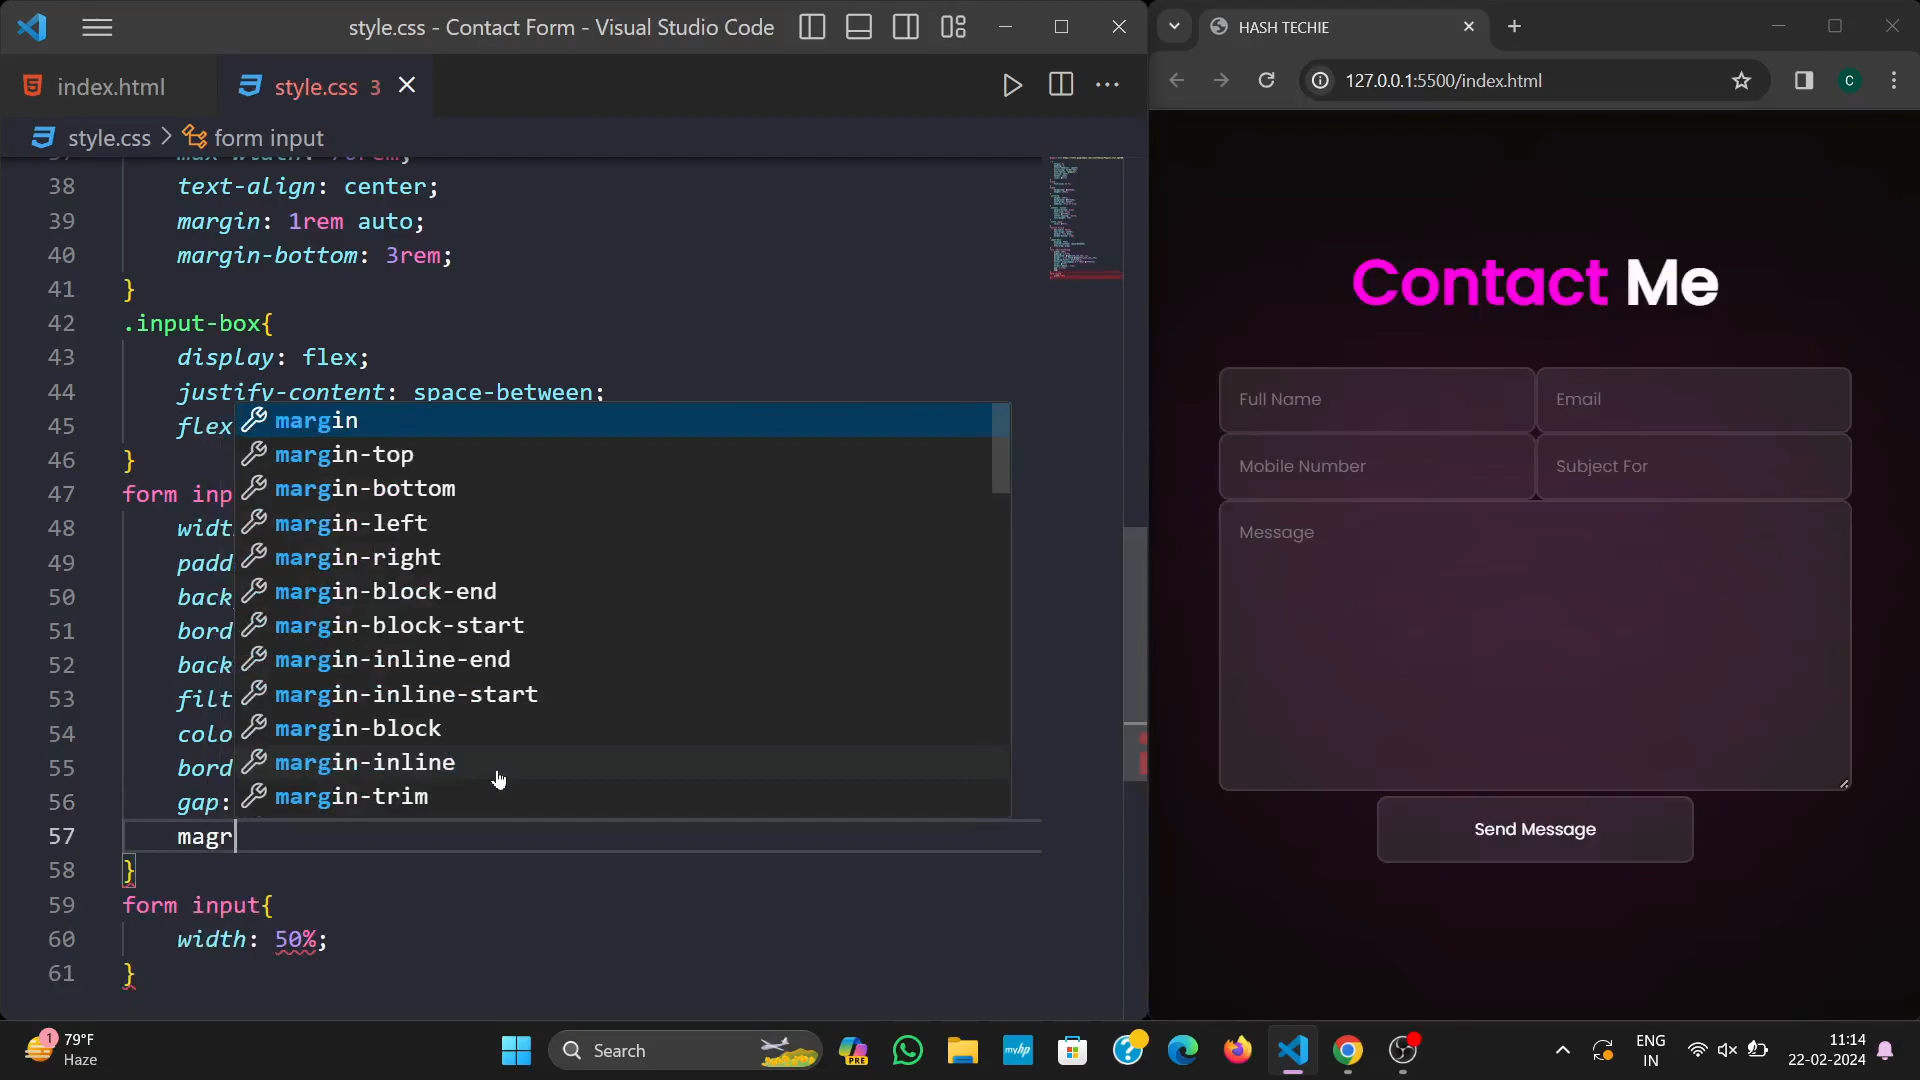 style.css - Contact Form - Visual Studio Code
index.html
style.css 3
style.css > form input
38 text-align: center;
39 margin: 1rem auto;
40 margin-bottom: 3rem;
41 }
42 .input-box{
43 display: flex;
44 justify-content: space-between;
45 flex
46 }
47 form inp
48 widt
49 padd
50 back
51 bord
52 back
53 filt
54 colo
55 bord
56 gap:
57 magr
58 }
59 form input{
60 width: 50%;
61 }
margin
margin-top
margin-bottom
margin-left
margin-right
margin-block-end
margin-block-start
margin-inline-end
margin-inline-start
margin-block
margin-inline
margin-trim
HASH TECHIE
127.0.0.1:5500/index.html
C
Contact Me
Full Name
Email
Mobile Number
Subject For
Message
Send Message
1
79°F
Haze
Search
PRE
myhp
ENG
IN
11:14
22-02-2024